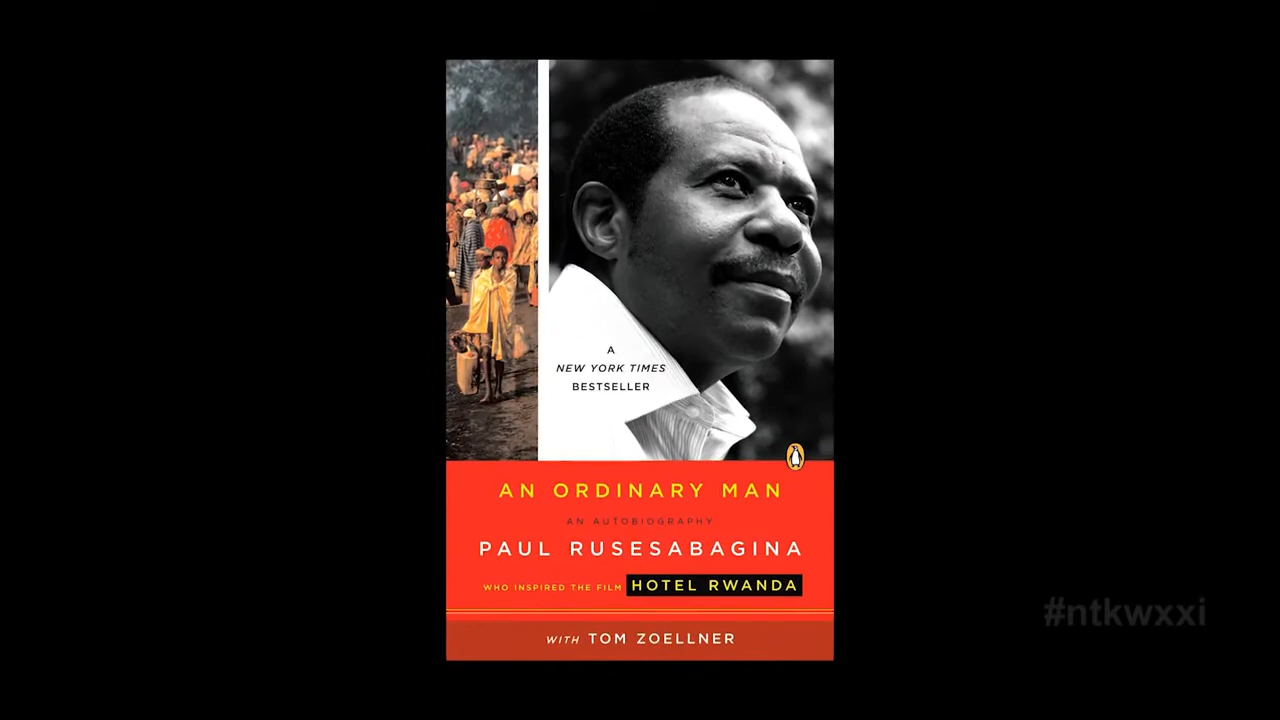 A
NEW YORK TIMES
BESTSELLER
AN ORDINARY MAN
AN AUTOBIOGRAPHY
PAUL RUSESABAGINA
WHO INSPIRED THE FILM HOTEL RWANDA
WITH TOM ZOELLNER
#ntkwxxi